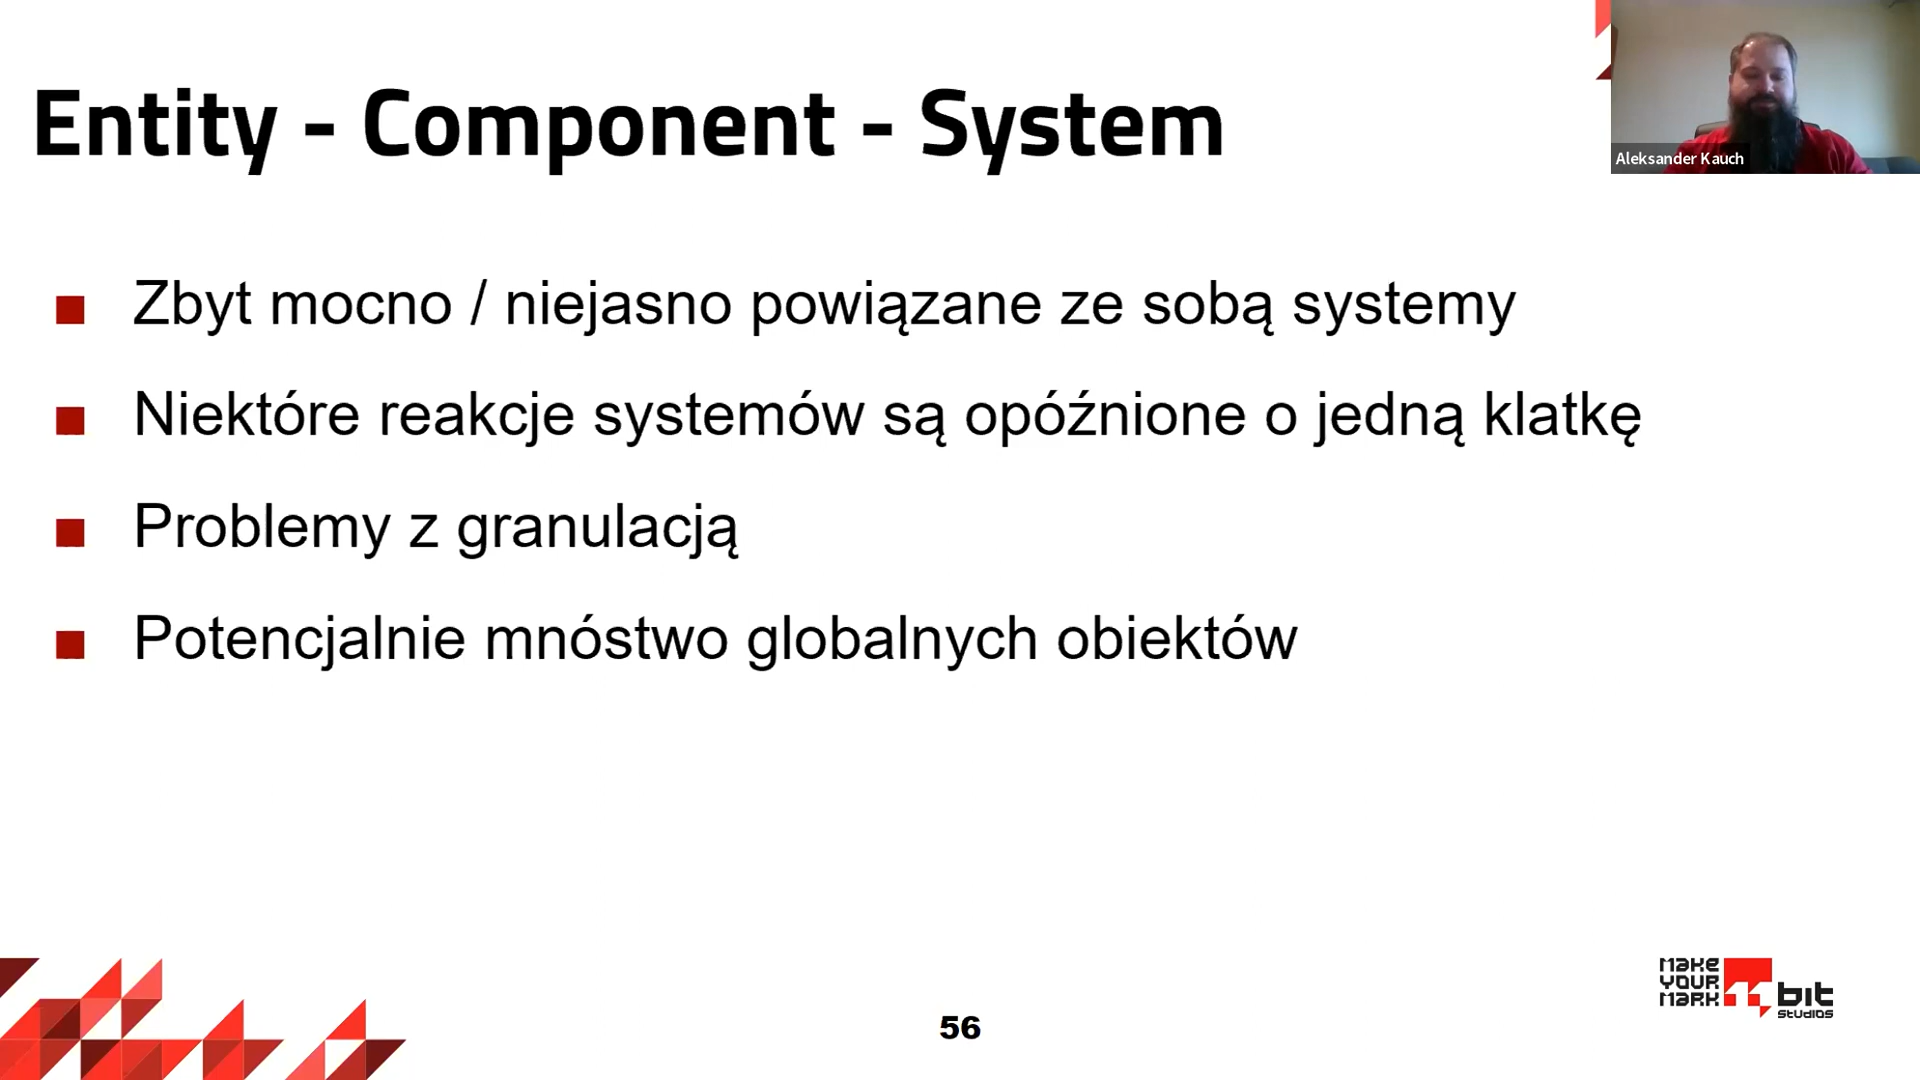 Entity - Component - System
Aleksander Kauch
Zbyt mocno / niejasno powiązane ze sobą systemy
Niektóre reakcje systemów są opóźnione o jedną klatkę
Problemy z granulacją
Potencjalnie mnóstwo globalnych obiektów
56
MAKE
YOUR
MARK
11 bit
STUDIOS